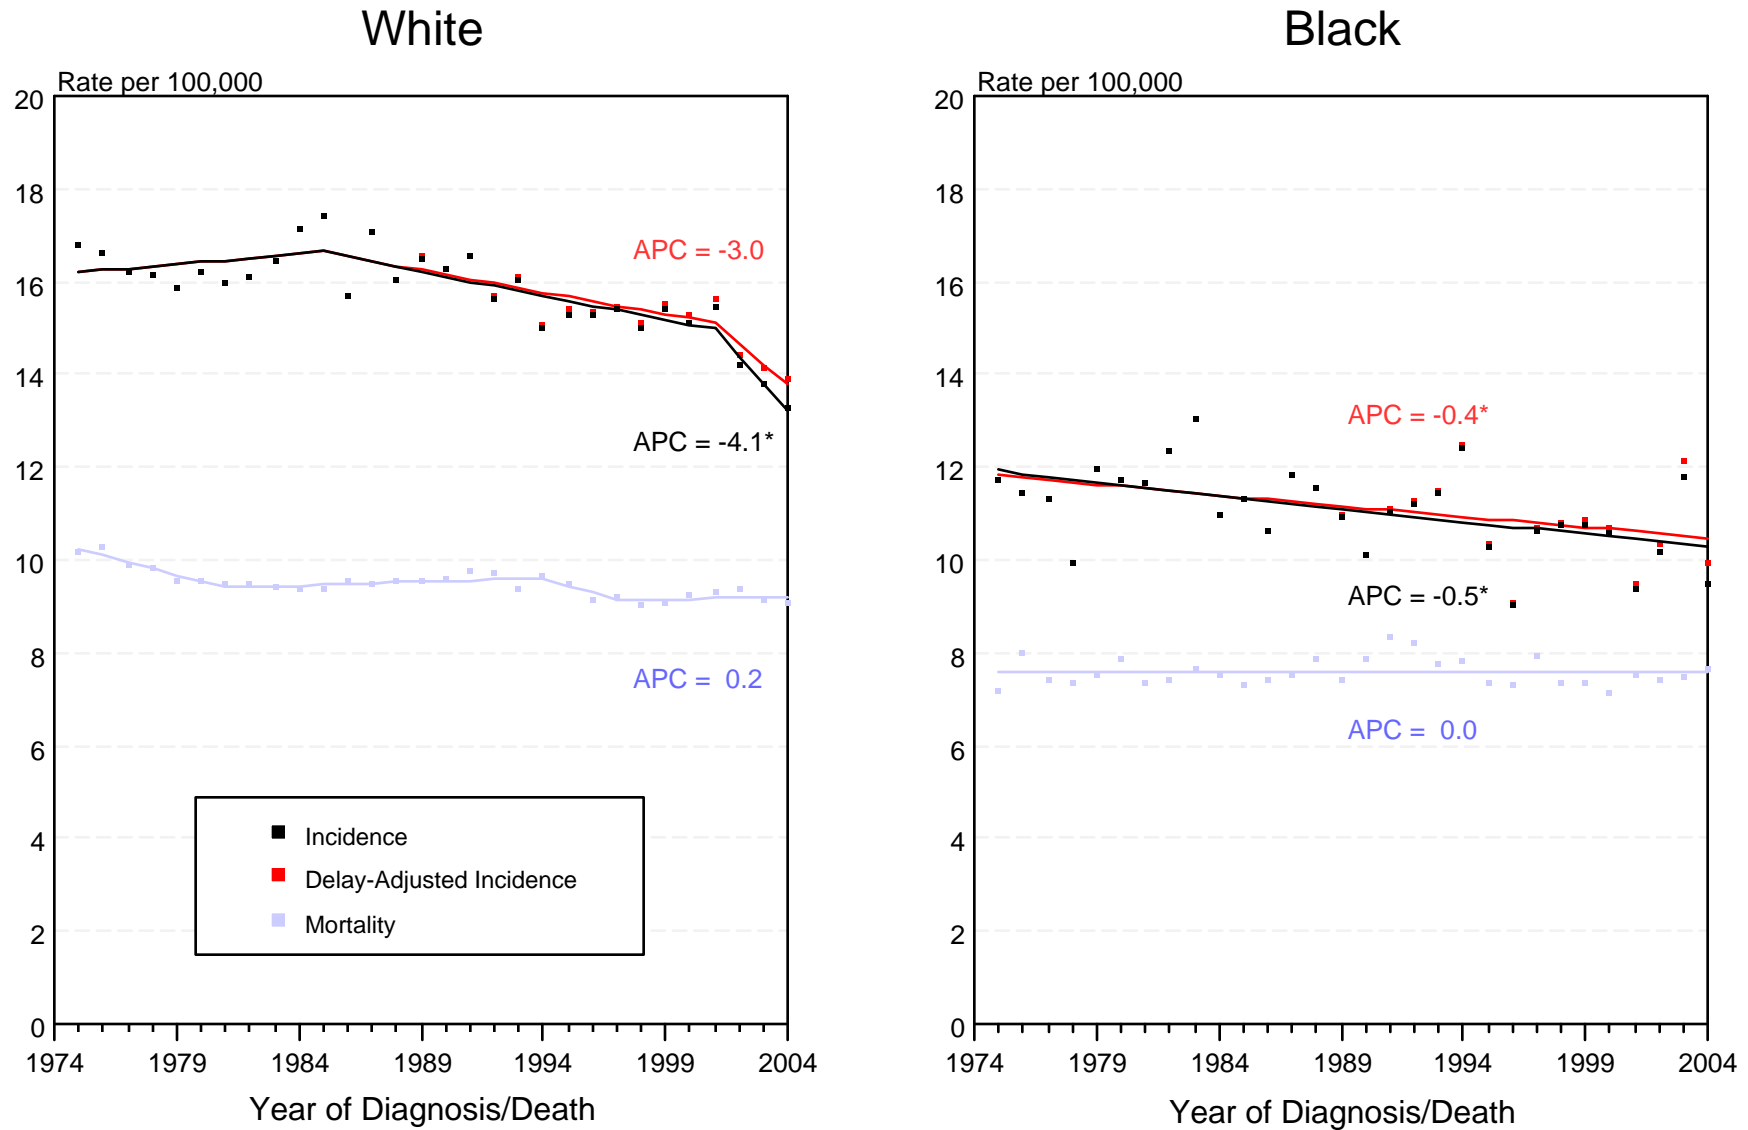 White
Rate per 100,000
20
18
16
14
12
10
8
6
4
2
0
APC = -3.0
APC = -4.1*
APC = 0.2
Incidence
Delay-Adjusted Incidence
Mortality
1974 1979 1984 1989 1994 1999 2004
Year of Diagnosis/Death
Black
Rate per 100,000
20
18
16
14
12
10
8
6
4
2
0
APC = -0.4*
APC = -0.5*
APC = 0.0
1974 1979 1984 1989 1994 1999 2004
Year of Diagnosis/Death